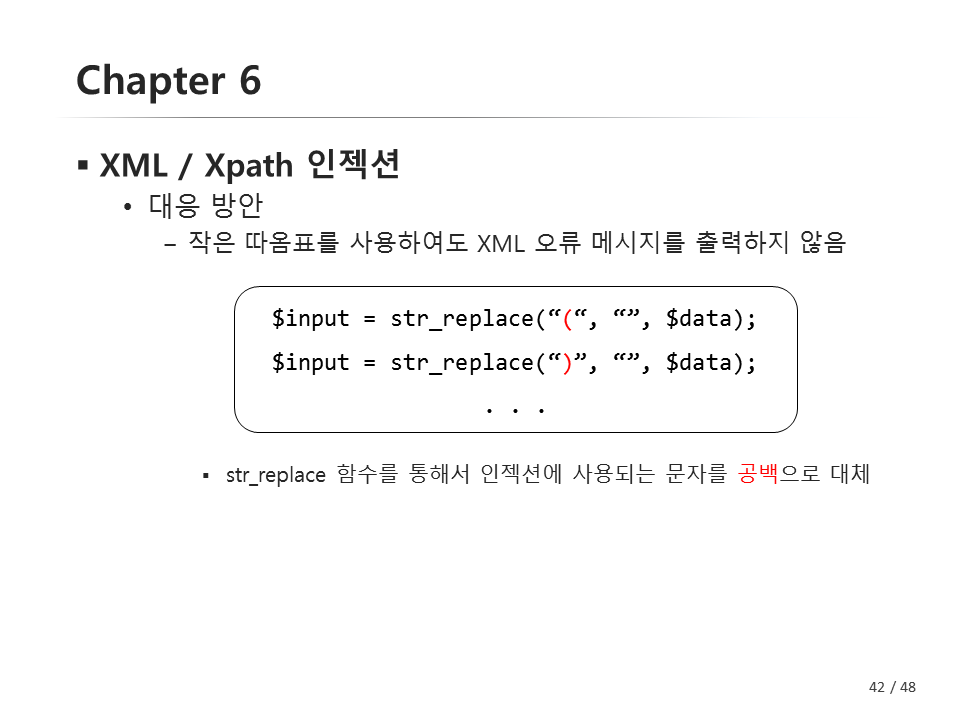 Chapter 6
▪ XML / Xpath 인젝션
• 대응 방안
– 작은 따옴표를 사용하여도 XML 오류 메시지를 출력하지 않음
$input = str_replace(“(“, “”, $data);
$input = str_replace(“)”, “”, $data);
. . .
▪ str_replace 함수를 통해서 인젝션에 사용되는 문자를 공백으로 대체
42 / 48